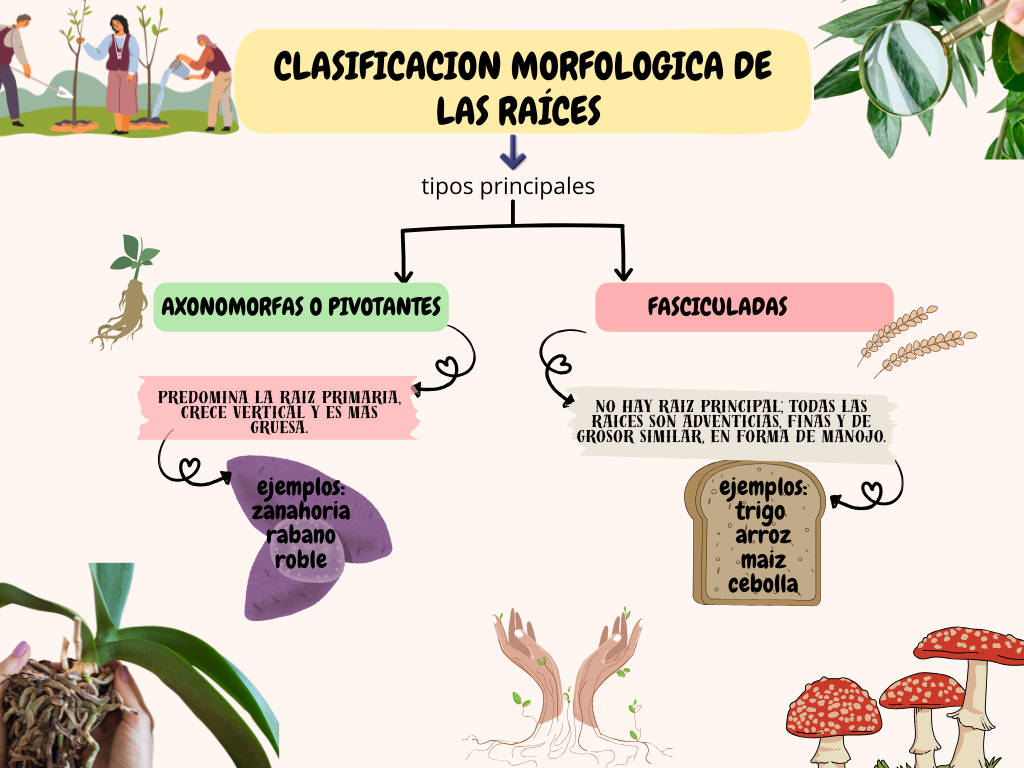 CLASIFICACION MORFOLOGICA DE
LAS RAÍCES
tipos principales
AXONOMORFAS O PIVOTANTES
FASCICULADAS
PREDOMINA LA RAIZ PRIMARIA,
CRECE VERTICAL Y ES MAS
GRUESA.
NO HAY RAIZ PRINCIPAL; TODAS LAS
RAICES SON ADVENTICIAS, FINAS Y DE
GROSOR SIMILAR, EN FORMA DE MANOJO.
ejemplos:
zanahoria
rabano
roble
ejemplos:
trigo
arroz
maiz
cebolla